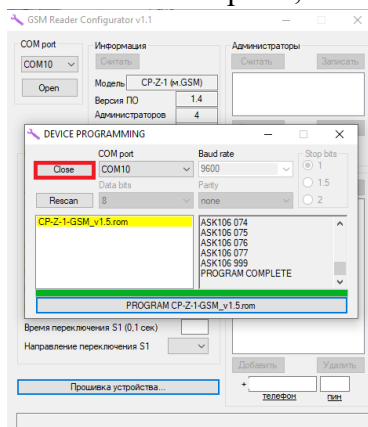 GSM Reader Configurator v1.1
COM port
COM10
Open
Информация
Считать
Модель CP-Z-1 (м.GSM)
Версия ПО 1.4
Администраторов 4
Администраторы
Считать Записать
DEVICE PROGRAMMING
COM port Baud rate Stop bits
Close COM10 9600 1
Data bits Parity 1.5
Rescan 8 none 2
CP-Z-1-GSM_v1.5.rom
ASK106 074
ASK106 075
ASK106 076
ASK106 077
ASK106 999
PROGRAM COMPLETE
PROGRAM CP-Z-1-GSM_v1.5.rom
Время переключения S1 (0,1 сек)
Направление переключения S1
Прошивка устройства...
Добавить Удалить
+
телефон пин